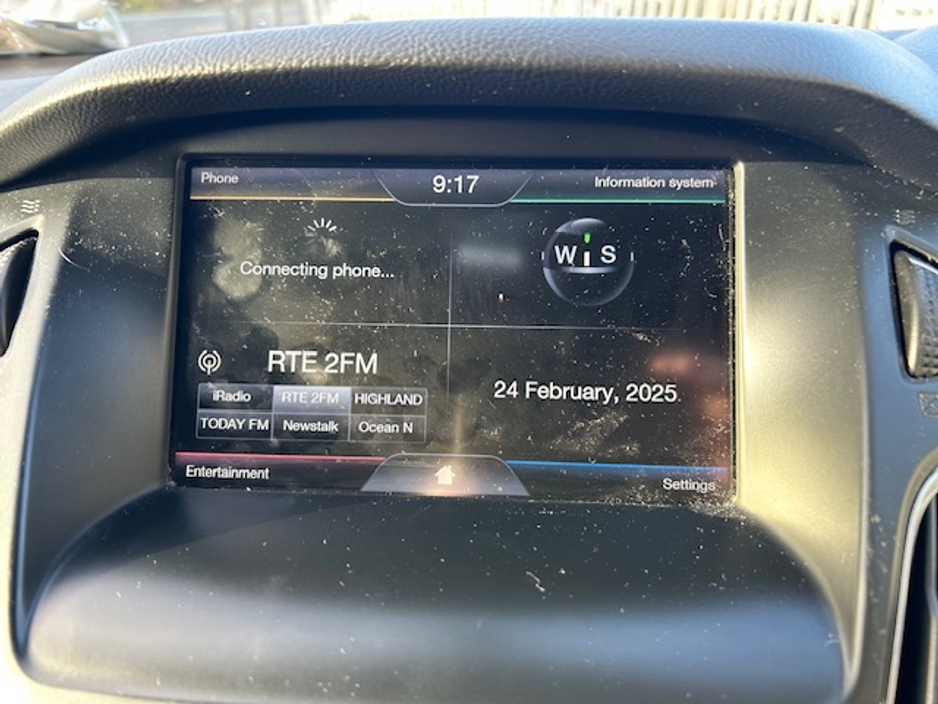 Phone
9:17
Information system
Connecting phone...
W S
RTE 2FM
iRadio RTE 2FM HIGHLAND
TODAY FM Newstalk Ocean N
24 February, 2025
Entertainment
Settings